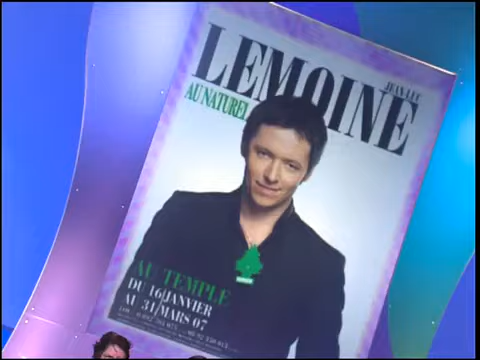 JEAN-LUC
LEMOINE
AU NATUREL
AU TEMPLE
DU 16 JANVIER
AU 31 MARS 07